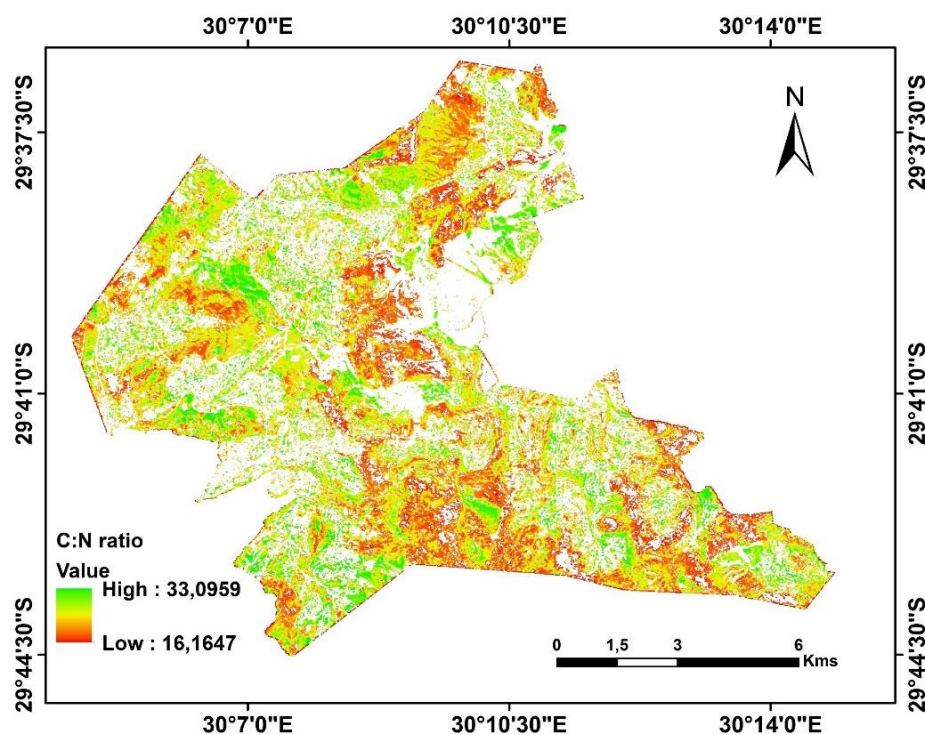 30°7'0"E 30°10'30"E 30°14'0"E
N
29°37'30"S 29°37'30"S
29°41'0"S 29°41'0"S
C:N ratio
Value
High : 33,0959
Low : 16,1647
0 1,5 3 6
Kms
29°44'30"S 29°44'30"S
30°7'0"E 30°10'30"E 30°14'0"E